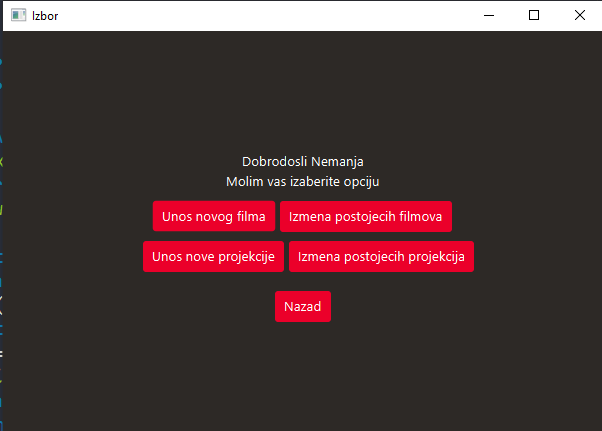 Izbor
Dobrodosli Nemanja
Molim vas izaberite opciju
Unos novog filma Izmena postojecih filmova
Unos nove projekcije Izmena postojecih projekcija
Nazad